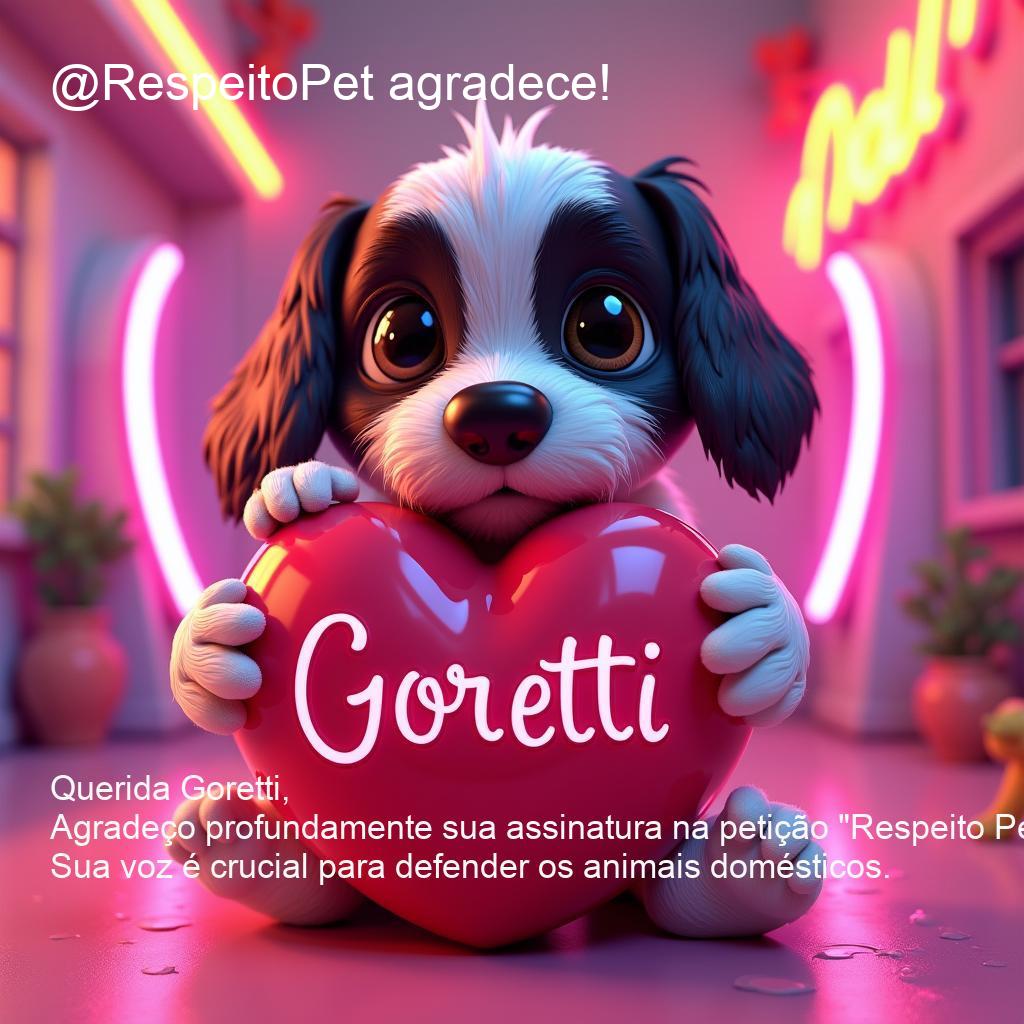 @RespeitoPet agradece!
Goretti
Querida Goretti,
Agradeço profundamente sua assinatura na petição "Respeito Pe
Sua voz é crucial para defender os animais domésticos.